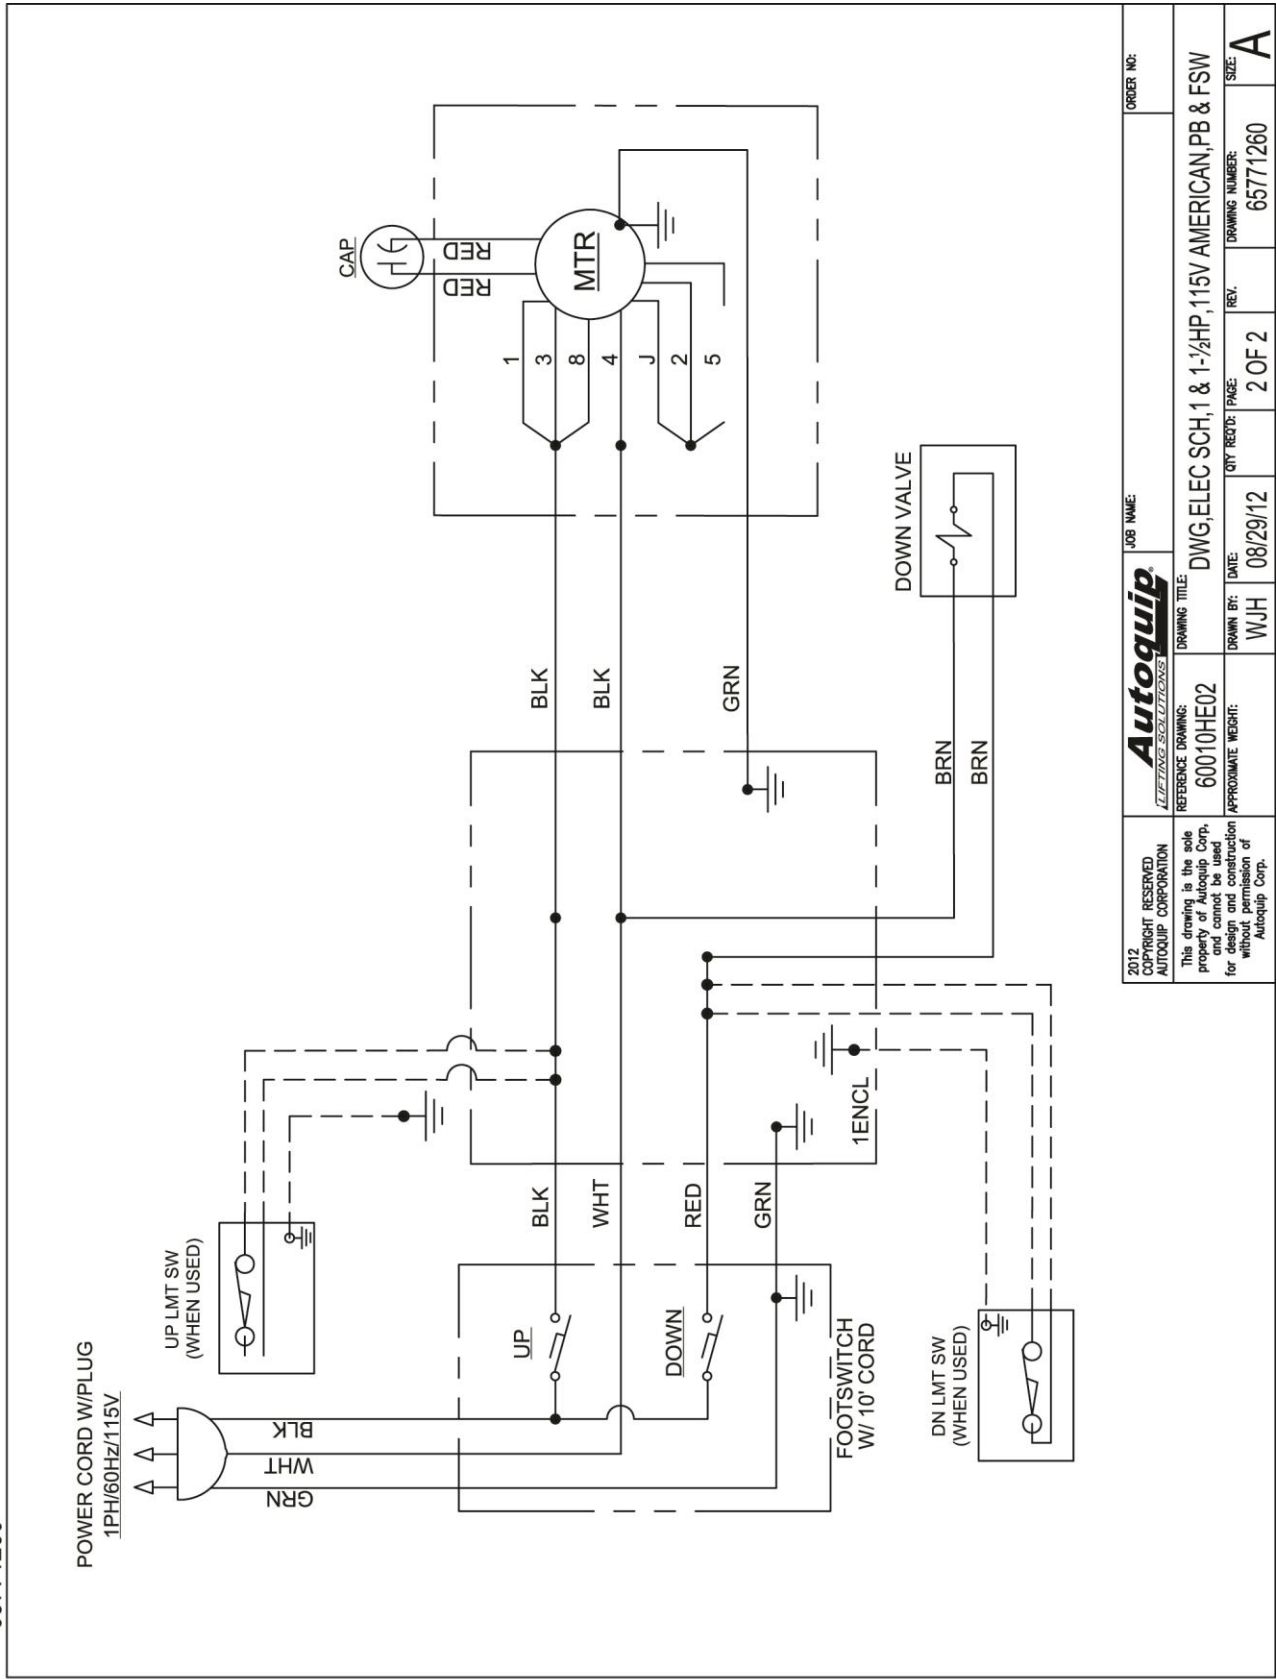 POWER CORD W/PLUG
1PH/60Hz/115V
BLK
WHT
GRN
UP LMT SW
(WHEN USED)
UP
DOWN
FOOTSWITCH
W/ 10' CORD
DN LMT SW
(WHEN USED)
BLK
WHT
RED
GRN
1ENCL
BLK
BLK
GRN
BRN
BRN
DOWN VALVE
CAP
RED
RED
MTR
1
3
8
4
J
2
5
2012
COPYRIGHT RESERVED
AUTOQUIP CORPORATION
This drawing is the sole
property of Autoquip Corp,
and cannot be used
for design and construction
without permission of
Autoquip Corp.
Autoquip
LIFTING SOLUTIONS
JOB NAME:
ORDER NO:
REFERENCE DRAWING:
60010HE02
DRAWING TITLE:
DWG,ELEC SCH,1 & 1-½HP,115V AMERICAN,PB & FSW
APPROXIMATE WEIGHT:
DRAWN BY:
WJH
DATE:
08/29/12
QTY REQ'D:
PAGE:
2 OF 2
REV.
DRAWING NUMBER:
65771260
SIZE:
A